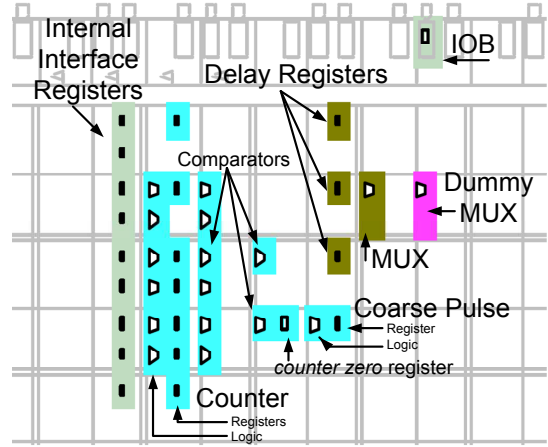 Internal
Interface
Registers
IOB
Delay Registers
Comparators
Dummy
MUX
MUX
Coarse Pulse
Register
Logic
counter zero register
Counter
Registers
Logic